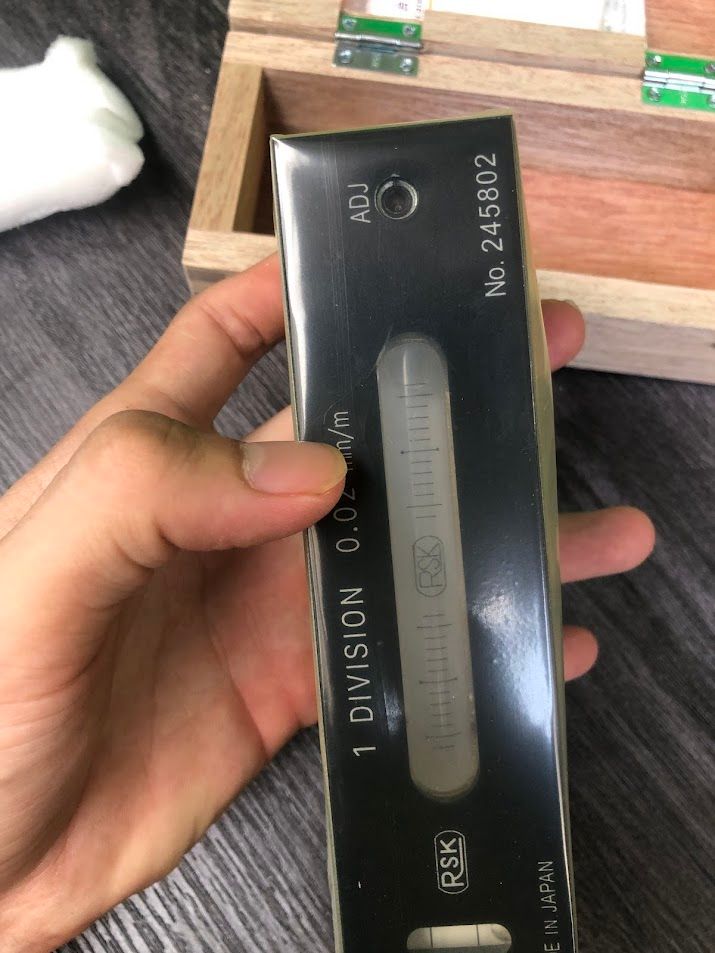 ADJ
No. 245802
1 DIVISION 0.02 mm/m
RSK
RSK
E IN JAPAN